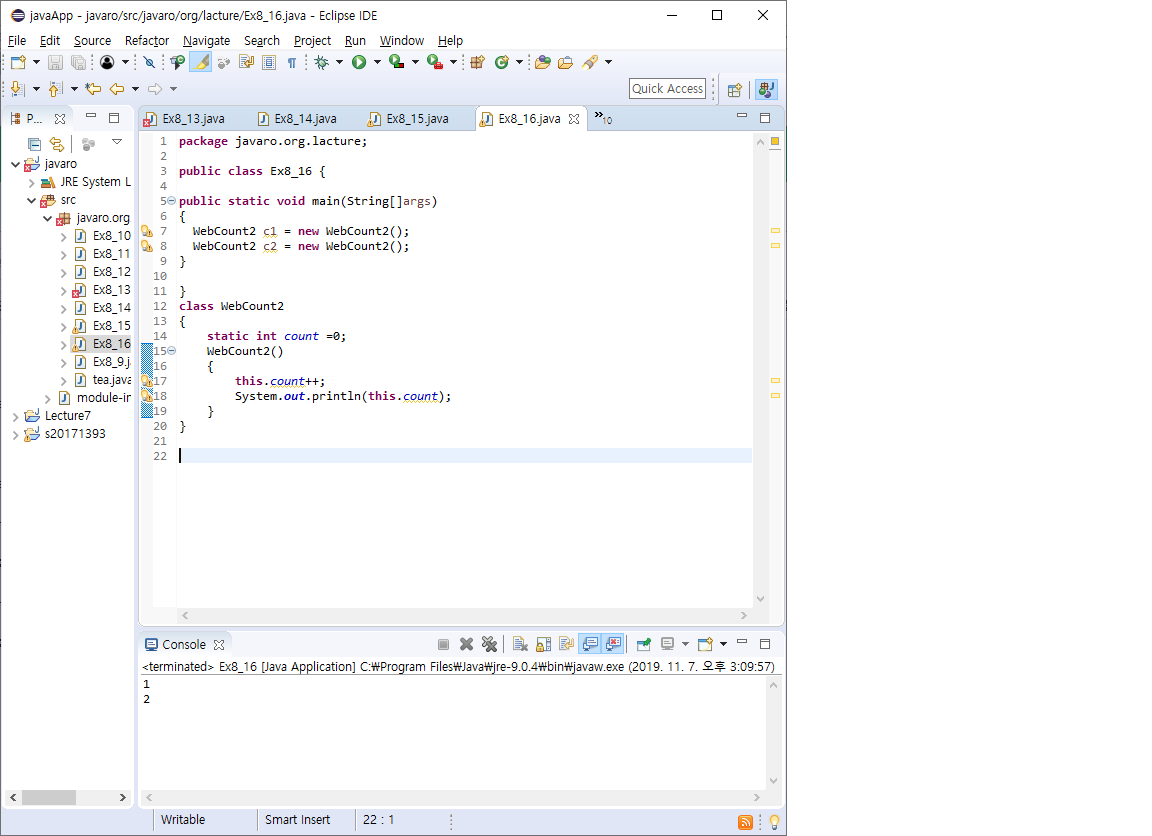 javaApp - javaro/src/javaro/org/lacture/Ex8_16.java - Eclipse IDE
File Edit Source Refactor Navigate Search Project Run Window Help
Quick Access
P...
Ex8_13.java Ex8_14.java Ex8_15.java Ex8_16.java »10
javaro
JRE System L
src
javaro.org
Ex8_10
Ex8_11
Ex8_12
Ex8_13
Ex8_14
Ex8_15
Ex8_16
Ex8_9.j
tea.java
module-in
Lecture7
s20171393
1 package javaro.org.lacture;
2
3 public class Ex8_16 {
4
5 public static void main(String[]args)
6 {
7 WebCount2 c1 = new WebCount2();
8 WebCount2 c2 = new WebCount2();
9 }
10
11 }
12 class WebCount2
13 {
14 static int count =0;
15 WebCount2()
16 {
17 this.count++;
18 System.out.println(this.count);
19 }
20 }
21
22
Console
<terminated> Ex8_16 [Java Application] C:₩Program Files₩Java₩jre-9.0.4₩bin₩javaw.exe (2019. 11. 7. 오후 3:09:57)
1
2
Writable Smart Insert 22 : 1